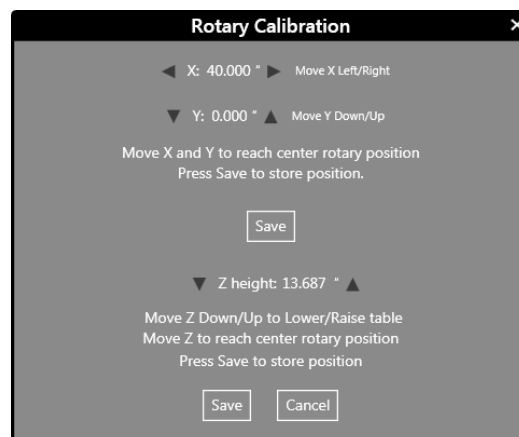 Rotary Calibration
X: 40.000 " Move X Left/Right
Y: 0.000 " Move Y Down/Up
Move X and Y to reach center rotary position
Press Save to store position.
Save
Z height: 13.687 "
Move Z Down/Up to Lower/Raise table
Move Z to reach center rotary position
Press Save to store position
Save Cancel